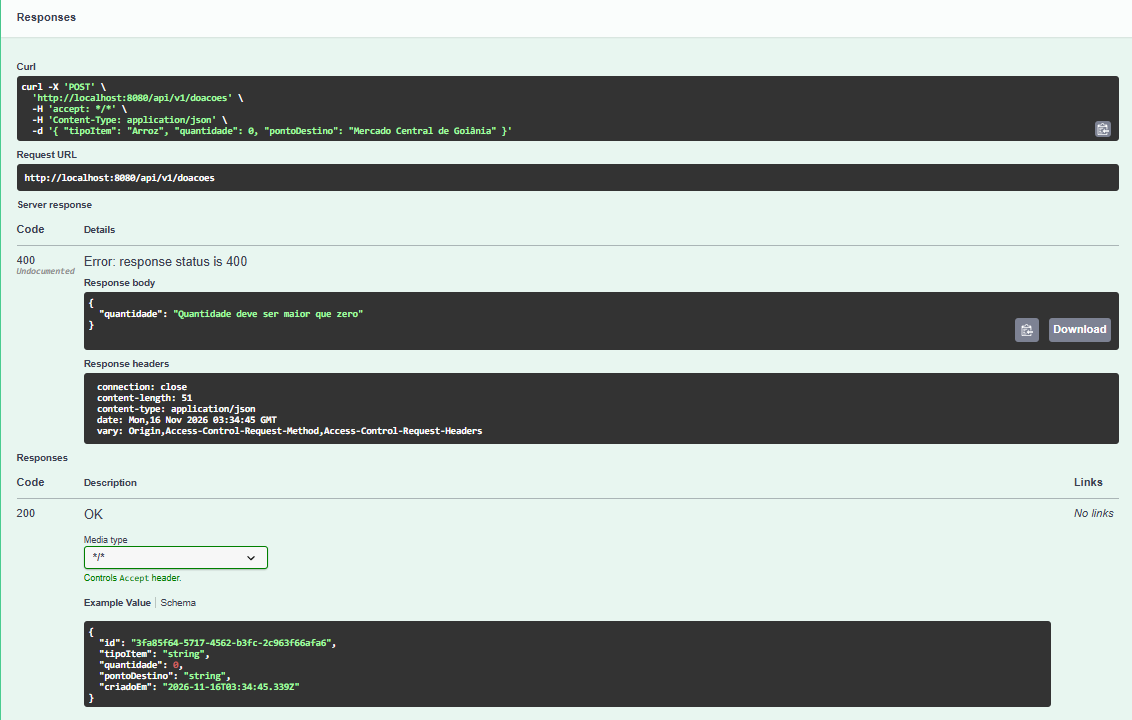 Responses
Curl
curl -X 'POST' \
'http://localhost:8080/api/v1/doacoes' \
-H 'accept: */*' \
-H 'Content-Type: application/json' \
-d '{ "tipoItem": "Arroz", "quantidade": 0, "pontoDestino": "Mercado Central de Goiânia" }'
Request URL
http://localhost:8080/api/v1/doacoes
Server response
Code Details
400 Error: response status is 400
Undocumented
Response body
{
"quantidade": "Quantidade deve ser maior que zero"
}
Download
Response headers
connection: close
content-length: 51
content-type: application/json
date: Mon,16 Nov 2026 03:34:45 GMT
vary: Origin,Access-Control-Request-Method,Access-Control-Request-Headers
Responses
Code Description Links
200 OK No links
Media type
*/*
Controls Accept header.
Example Value Schema
{
"id": "3fa85f64-5717-4562-b3fc-2c963f66afa6",
"tipoItem": "string",
"quantidade": 0,
"pontoDestino": "string",
"criadoEm": "2026-11-16T03:34:45.339Z"
}